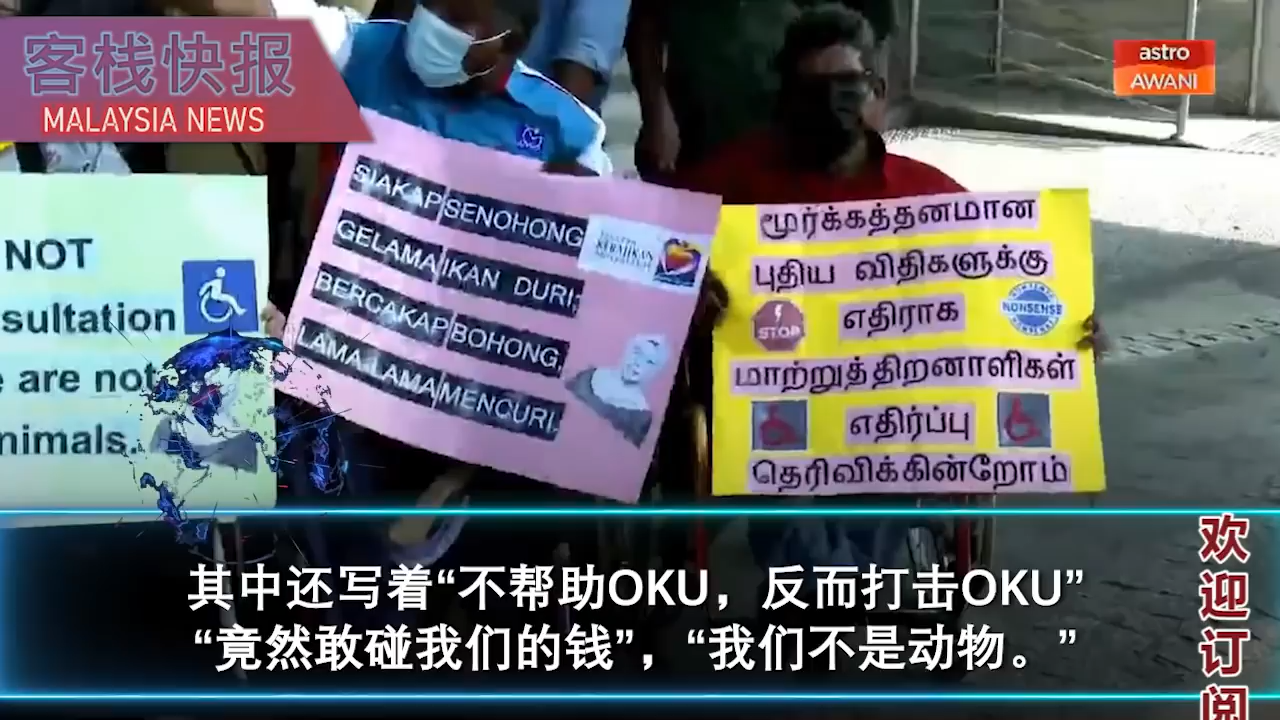 客栈快报
MALAYSIA NEWS
astro
AWANI
NOT
sultation
e are not
nimals.
SIAKAP SENOHONG
GELAMA IKAN DURI;
BERCAKAP BOHONG,
LAMA-LAMA MENCURI.
மூர்க்கத்தனமான
புதிய விதிகளுக்கு
STOP
எதிராக
NONSENSE
மாற்றுத்திறனாளிகள்
எதிர்ப்பு
தெரிவிக்கின்றோம்
其中还写着“不帮助OKU，反而打击OKU”
“竟然敢碰我们的钱”，“我们不是动物。”
欢迎订阅